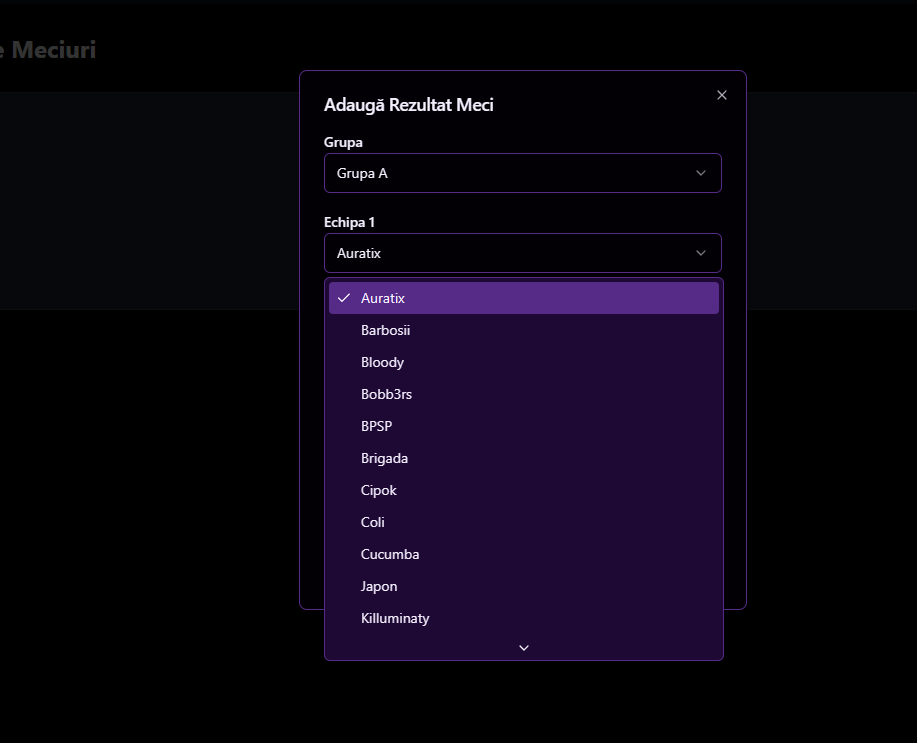 e Meciuri
Adaugă Rezultat Meci
Grupa
Grupa A
Echipa 1
Auratix
Auratix
Barbosii
Bloody
Bobb3rs
BPSP
Brigada
Cipok
Coli
Cucumba
Japon
Killuminaty